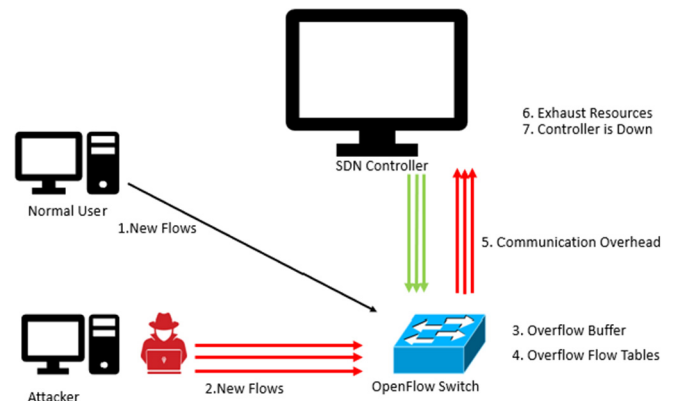 6. Exhaust Resources
7. Controller is Down
SDN Controller
Normal User
1.New Flows
5. Communication Overhead
3. Overflow Buffer
4. Overflow Flow Tables
2.New Flows
OpenFlow Switch
Attacker